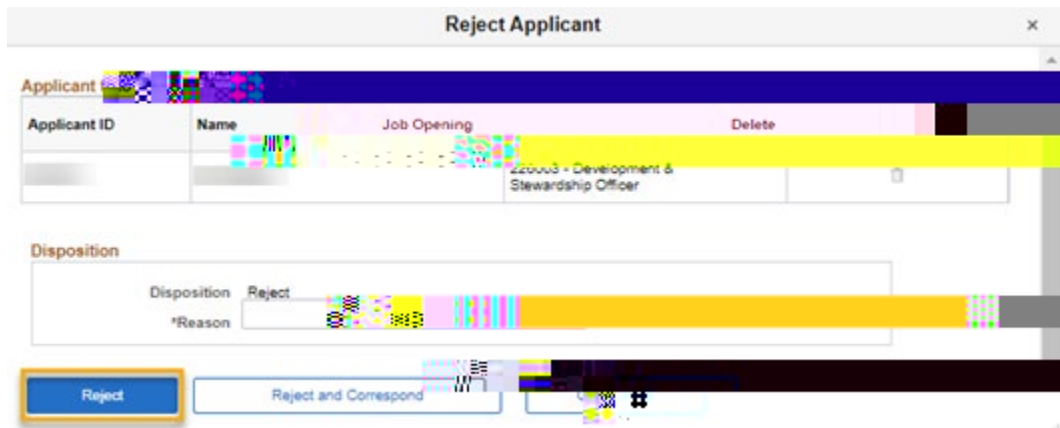 Reject Applicant
Applicant
Applicant ID Name Job Opening Delete
Development &
Stewardship Officer
Disposition
Disposition Reject
*Reason
Reject Reject and Correspond